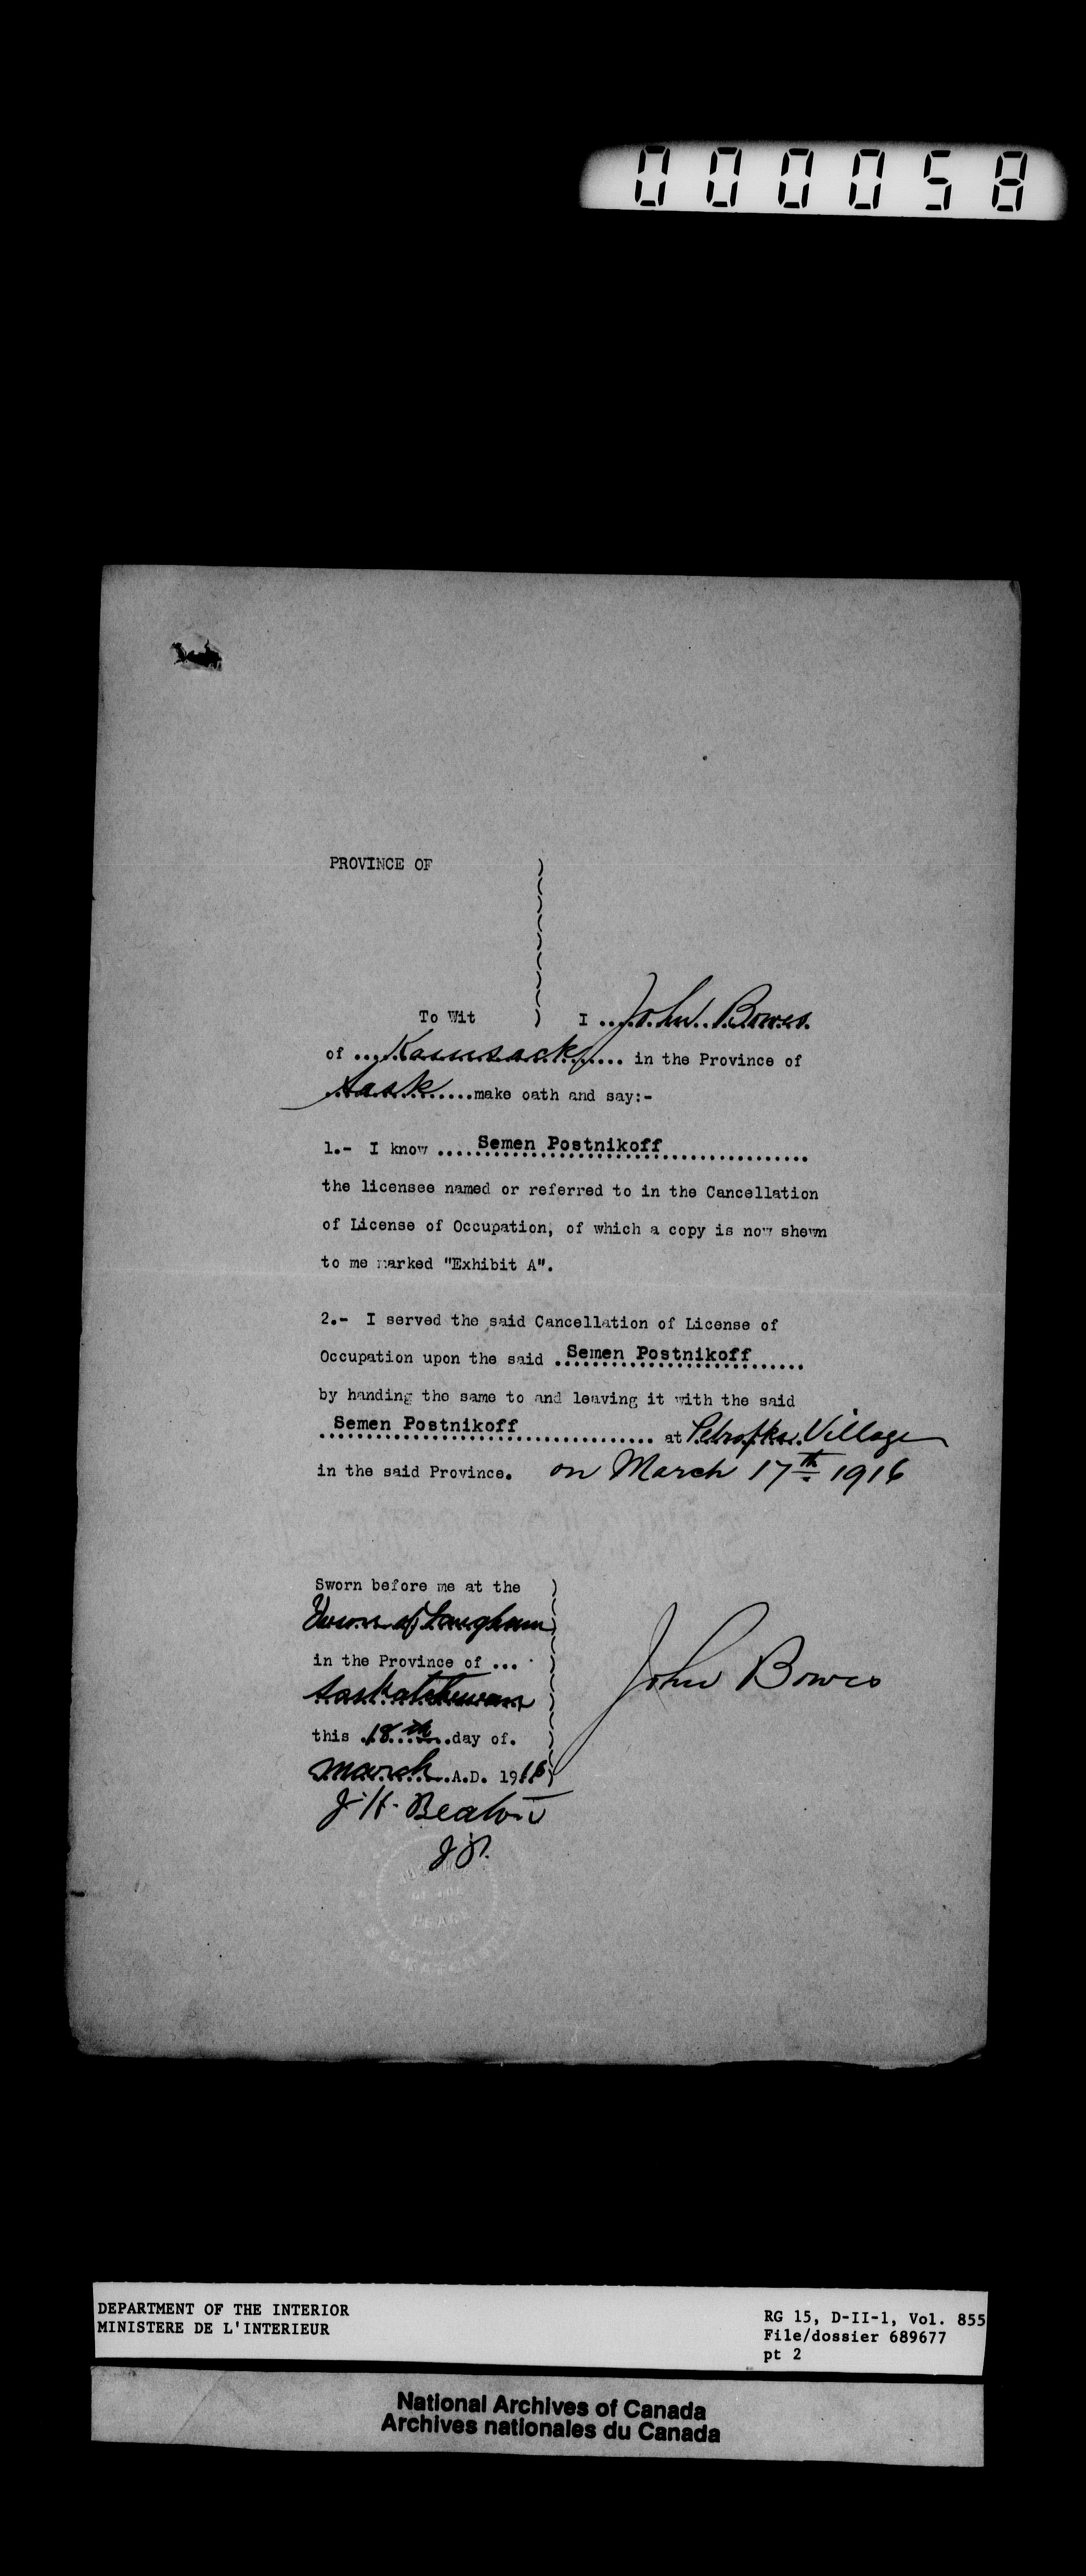 000058
PROVINCE OF
To Wit
I ....John Bowes
of ....Kamsack...... in the Province of
Sask......make oath and say:-
1.- I know ....Semen Postnikoff................
the licensee named or referred to in the Cancellation
of License of Occupation, of which a copy is now shewn
to me marked "Exhibit A".
2.- I served the said Cancellation of License of
Occupation upon the said ..Semen Postnikoff......
by handing the same to and leaving it with the said
Semen Postnikoff................ at Petrofka Village
in the said Province. on March 17th 1916
Sworn before me at the
Town of Langham
in the Province of ...
Saskatchewan
this .18th..day of.
March..A.D. 1916
John Bowes
J. H. Beaton
J.P.
OF THE
PEACE
DEPARTMENT OF THE INTERIOR
MINISTERE DE L'INTERIEUR
RG 15, D-II-1, Vol. 855
File/dossier 689677
pt 2
National Archives of Canada
Archives nationales du Canada